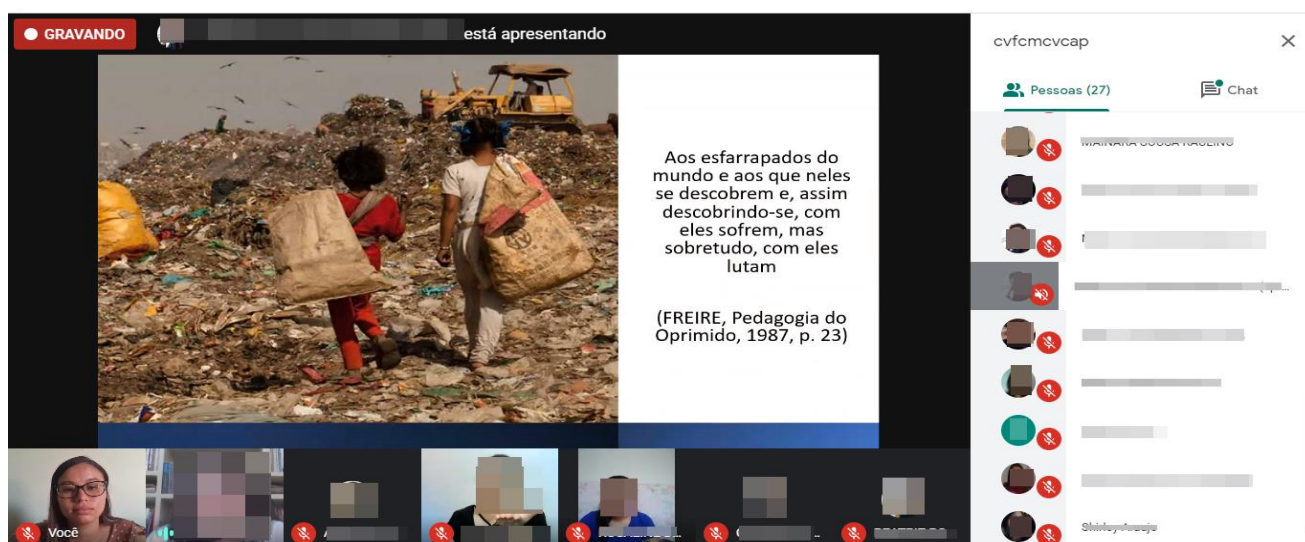 GRAVANDO
está apresentando
Aos esfarrapados do
mundo e aos que neles
se descobrem e, assim
descobrindo-se, com
eles sofrem, mas
sobretudo, com eles
lutam
(FREIRE, Pedagogia do
Oprimido, 1987, p. 23)
Você
cvfcmcvcap
Pessoas (27)
Chat